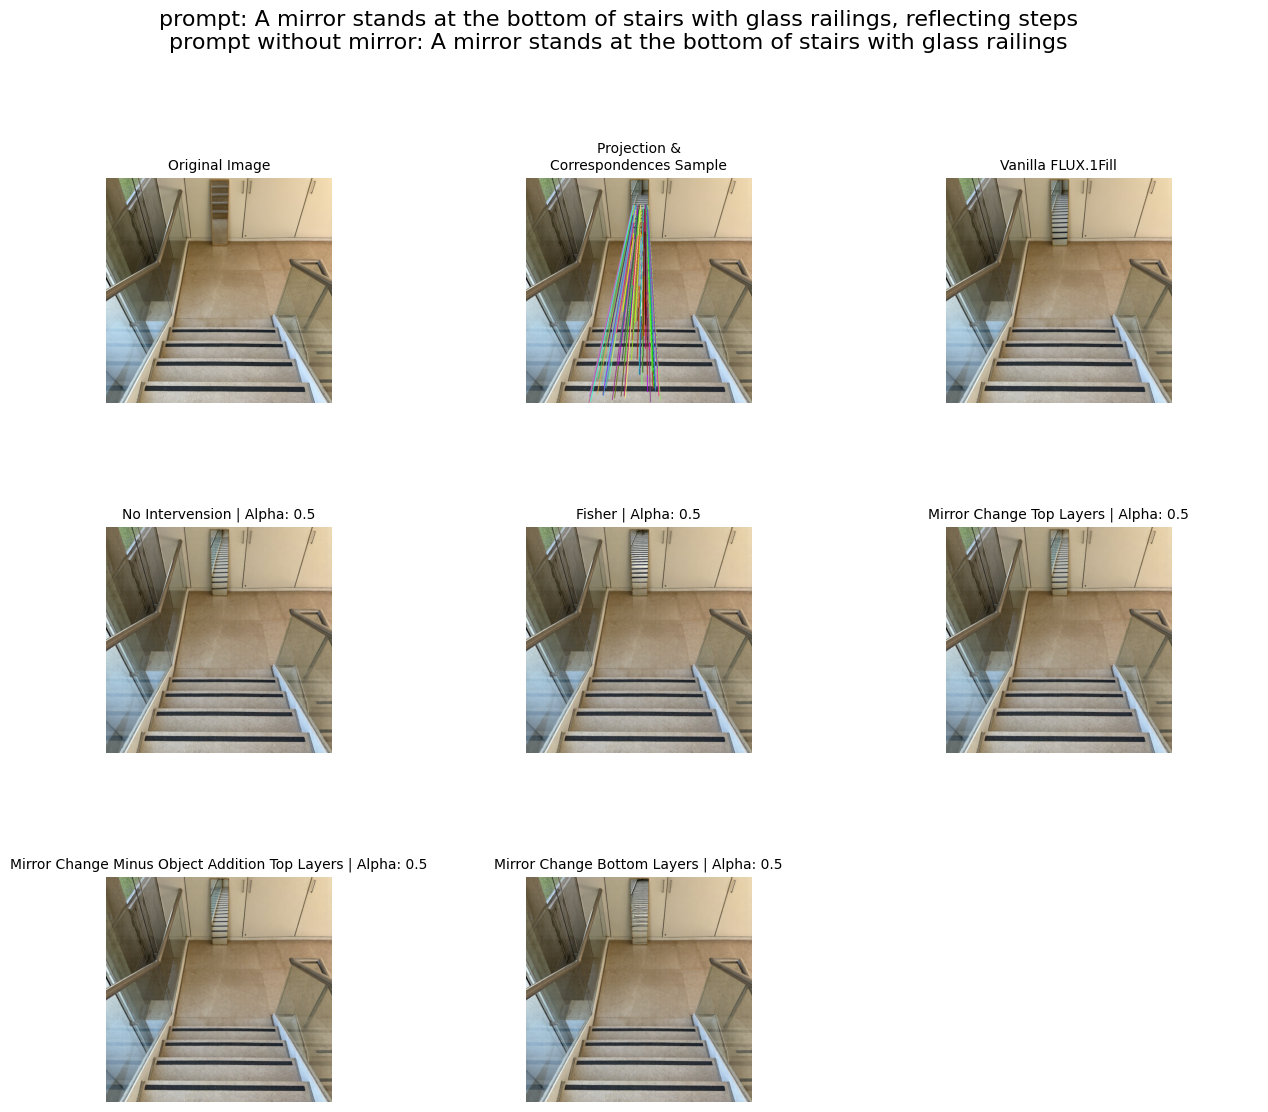 prompt: A mirror stands at the bottom of stairs with glass railings, reflecting steps
prompt without mirror: A mirror stands at the bottom of stairs with glass railings
Original Image
Projection &
Correspondences Sample
Vanilla FLUX.1Fill
No Intervension | Alpha: 0.5
Fisher | Alpha: 0.5
Mirror Change Top Layers | Alpha: 0.5
Mirror Change Minus Object Addition Top Layers | Alpha: 0.5
Mirror Change Bottom Layers | Alpha: 0.5